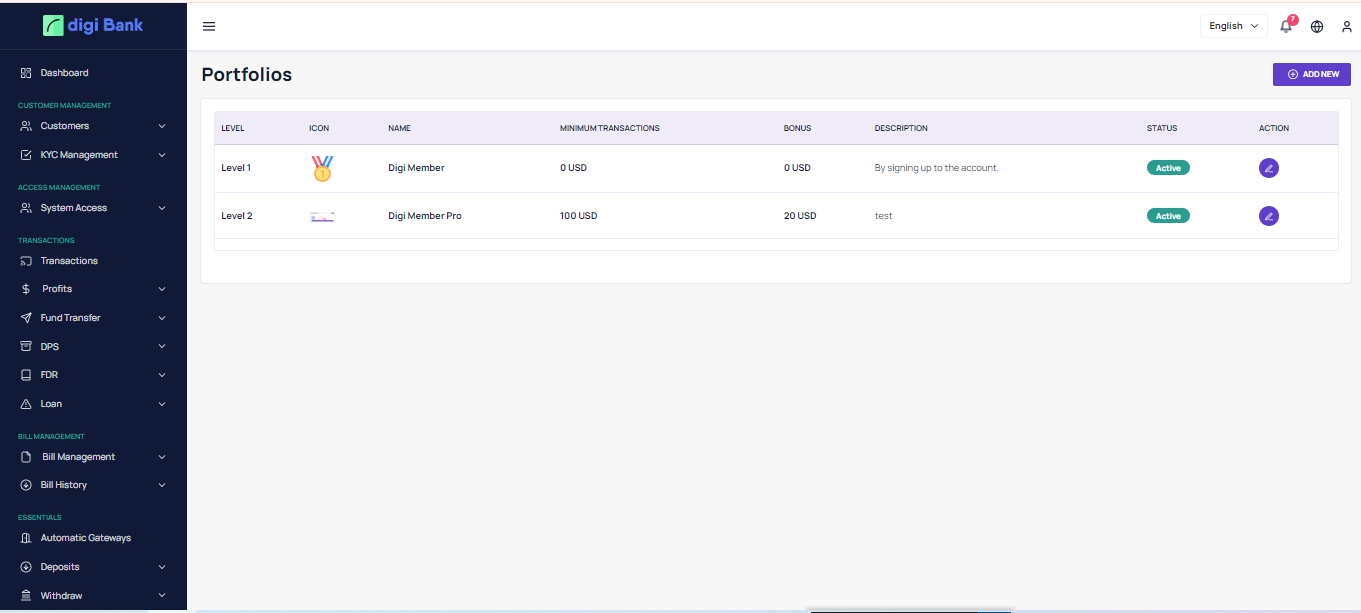 digi Bank
English
7
Dashboard
CUSTOMER MANAGEMENT
Customers
KYC Management
ACCESS MANAGEMENT
System Access
TRANSACTIONS
Transactions
Profits
Fund Transfer
DPS
FDR
Loan
BILL MANAGEMENT
Bill Management
Bill History
ESSENTIALS
Automatic Gateways
Deposits
Withdraw
Portfolios
ADD NEW
LEVEL ICON NAME MINIMUM TRANSACTIONS BONUS DESCRIPTION STATUS ACTION
Level 1 1 Digi Member 0 USD 0 USD By signing up to the account. Active
Level 2 Digi Member Pro 100 USD 20 USD test Active